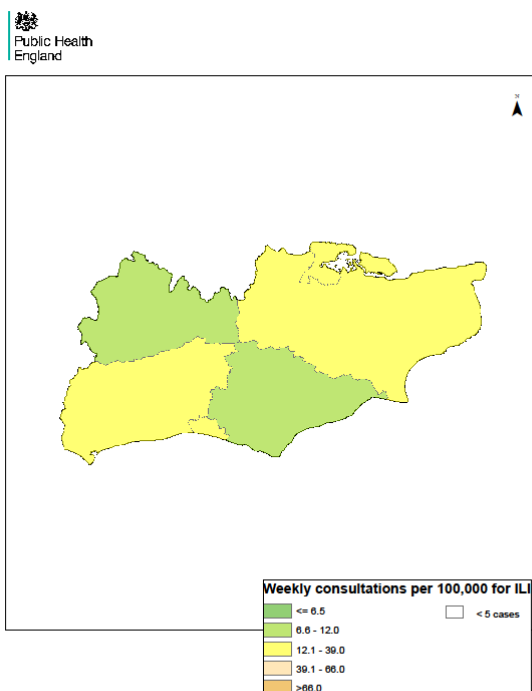 Public Health
England
N
Weekly consultations per 100,000 for ILI
<= 6.5
< 5 cases
6.6 - 12.0
12.1 - 39.0
39.1 - 66.0
>66.0